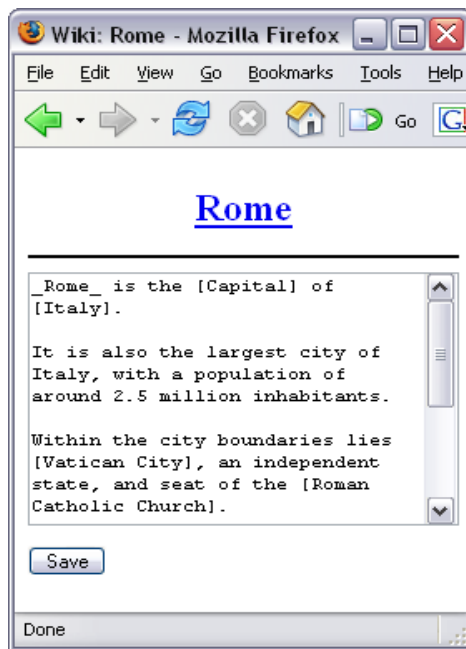 Wiki: Rome - Mozilla Firefox
File Edit View Go Bookmarks Tools Help
Go G
Rome
_Rome_ is the [Capital] of
[Italy].
It is also the largest city of
Italy, with a population of
around 2.5 million inhabitants.
Within the city boundaries lies
[Vatican City], an independent
state, and seat of the [Roman
Catholic Church].
Save
Done